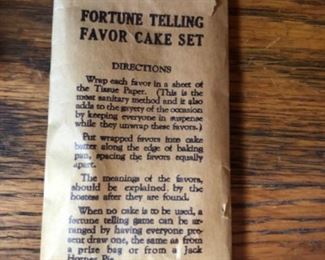 FORTUNE TELLING
FAVOR CAKE SET
DIRECTIONS
Wrap each favor in a sheet of
the Tissue Paper. (This is the
most sanitary method and it also
adds to the gayety of the occasion
by keeping everyone in suspense
while they unwrap these favors.)
Put wrapped favors into cake
batter along the edge of baking
pan, spacing the favors equally
apart.
The meanings of the favors,
should be explained by the
hostess after they are found.
When no cake is to be used, a
fortune telling game can be ar-
ranged by having everyone pre-
sent draw one, the same as from
a prize bag or from a Jack
Horner Pie.